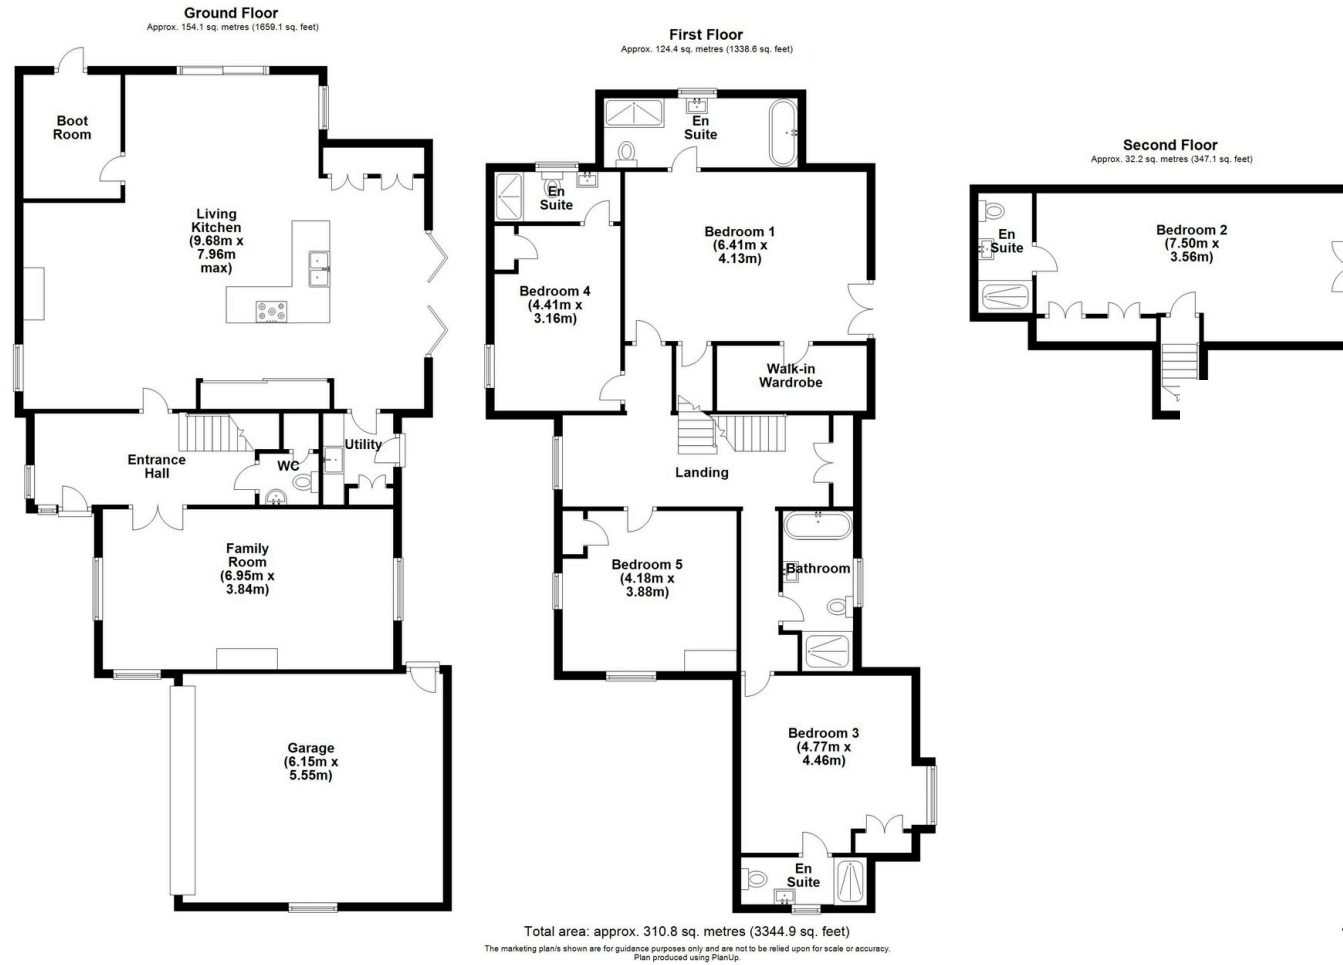 Ground Floor
Approx. 154.1 sq. metres (1659.1 sq. feet)
Boot
Room
Living
Kitchen
(9.68m x
7.96m
max)
Entrance
Hall
WC
Utility
Family
Room
(6.95m x
3.84m)
Garage
(6.15m x
5.55m)
First Floor
Approx. 124.4 sq. metres (1338.6 sq. feet)
En
Suite
En
Suite
Bedroom 1
(6.41m x
4.13m)
Bedroom 4
(4.41m x
3.16m)
Walk-in
Wardrobe
Landing
Bedroom 5
(4.18m x
3.88m)
Bathroom
Bedroom 3
(4.77m x
4.46m)
En
Suite
Second Floor
Approx. 32.2 sq. metres (347.1 sq. feet)
En
Suite
Bedroom 2
(7.50m x
3.56m)
Total area: approx. 310.8 sq. metres (3344.9 sq. feet)
The marketing plan/s shown are for guidance purposes only and are not to be relied upon for scale or accuracy.
Plan produced using PlanUp.